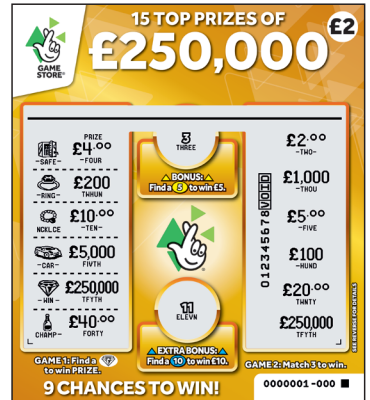 15 TOP PRIZES OF
£250,000
£2
GAME
STORE®
PRIZE
£4.00
-SAFE- -FOUR
£200
-RING- TWHUN
£10.00
NCKLCE -TEN-
£5,000
-CAR- FIVTH
£250,000
-WIN- TFYTH
£40.00
CHAMP- FORTY
3
THREE
BONUS:
Find a 5 to win £5.
11
ELEVN
EXTRA BONUS:
Find a 10 to win £10.
£2.00
-TWO-
£1,000
-THOU
£5.00
-FIVE
£100
-HUND
£20.00
TWNTY
£250,000
TFYTH
012345678 VOID
SEE REVERSE FOR DETAILS
GAME 1: Find a
to win PRIZE.
GAME 2: Match 3 to win.
9 CHANCES TO WIN!
0000001-000